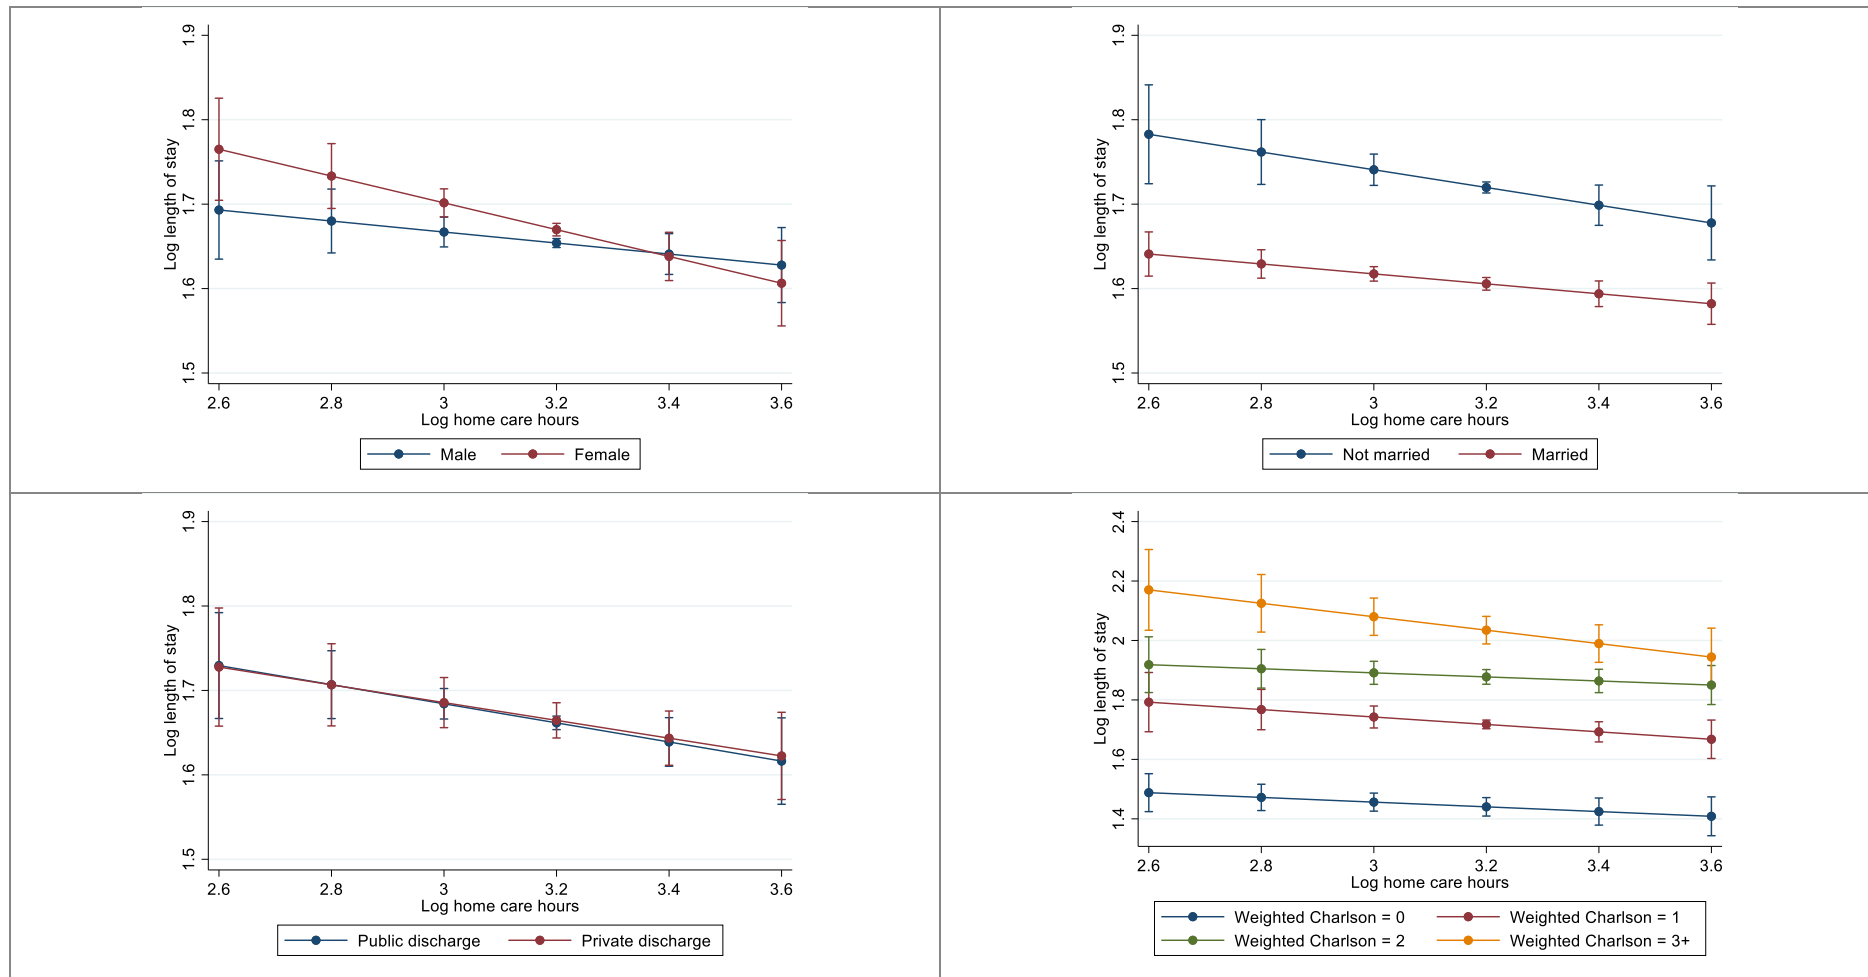 1.9
1.8
1.7
1.6
1.5
Log length of stay
2.6 2.8 3 3.2 3.4 3.6
Log home care hours
Male Female
1.9
1.8
1.7
1.6
1.5
Log length of stay
2.6 2.8 3 3.2 3.4 3.6
Log home care hours
Not married Married
1.9
1.8
1.7
1.6
1.5
Log length of stay
2.6 2.8 3 3.2 3.4 3.6
Log home care hours
Public discharge Private discharge
2.4
2.2
2
1.8
1.6
1.4
Log length of stay
2.6 2.8 3 3.2 3.4 3.6
Log home care hours
Weighted Charlson = 0 Weighted Charlson = 1
Weighted Charlson = 2 Weighted Charlson = 3+